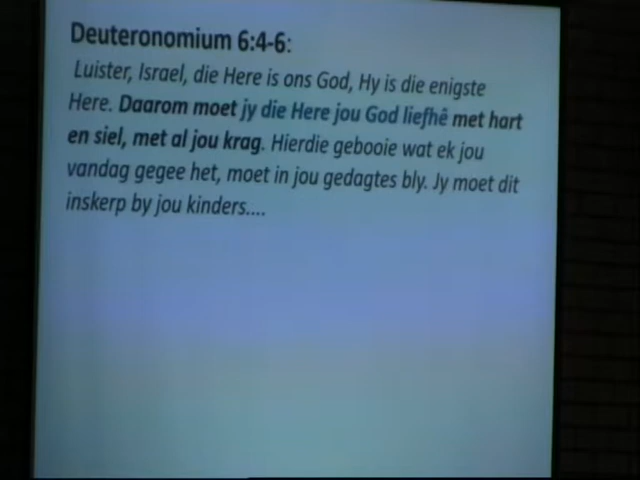 Deuteronomium 6:4-6:
Luister, Israel, die Here is ons God, Hy is die enigste
Here. Daarom moet jy die Here jou God liefhê met hart
en siel, met al jou krag. Hierdie gebooie wat ek jou
vandag gegee het, moet in jou gedagtes bly. Jy moet dit
inskerp by jou kinders....